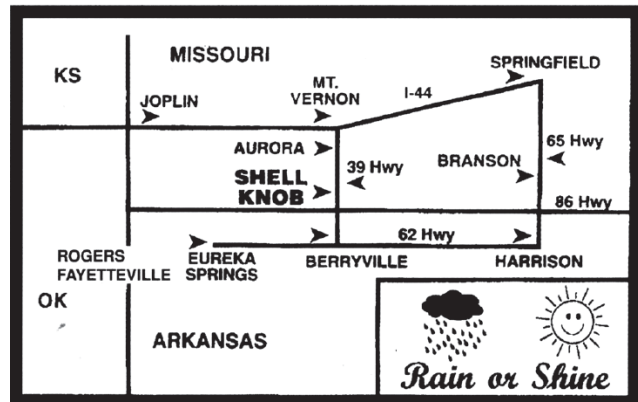 MISSOURI
SPRINGFIELD
KS
MT.
VERNON
I-44
JOPLIN
AURORA
39 Hwy
65 Hwy
BRANSON
SHELL
KNOB
86 Hwy
62 Hwy
ROGERS
FAYETTEVILLE
EUREKA
SPRINGS
BERRYVILLE
HARRISON
OK
ARKANSAS
Rain or Shine